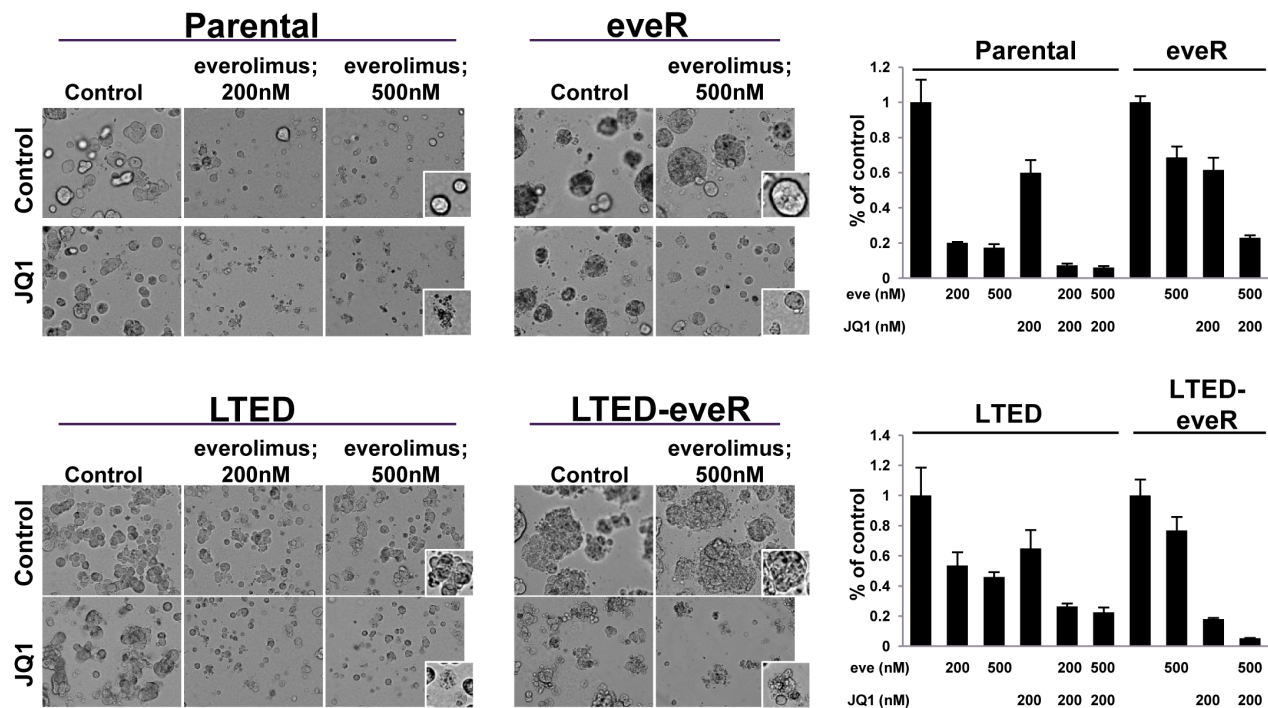 Parental
everolimus; everolimus;
Control 200nM 500nM
Control
JQ1
eveR
everolimus;
Control 500nM
Parental eveR
% of control
1.2
1
0.8
0.6
0.4
0.2
0
eve (nM) 200 500 200 500 500 500
JQ1 (nM) 200 200 200 200 200
LTED
everolimus; everolimus;
Control 200nM 500nM
Control
JQ1
LTED-eveR
everolimus;
Control 500nM
LTED LTED-
eveR
% of control
1.4
1.2
1
0.8
0.6
0.4
0.2
0
eve (nM) 200 500 200 500 500 500
JQ1 (nM) 200 200 200 200 200